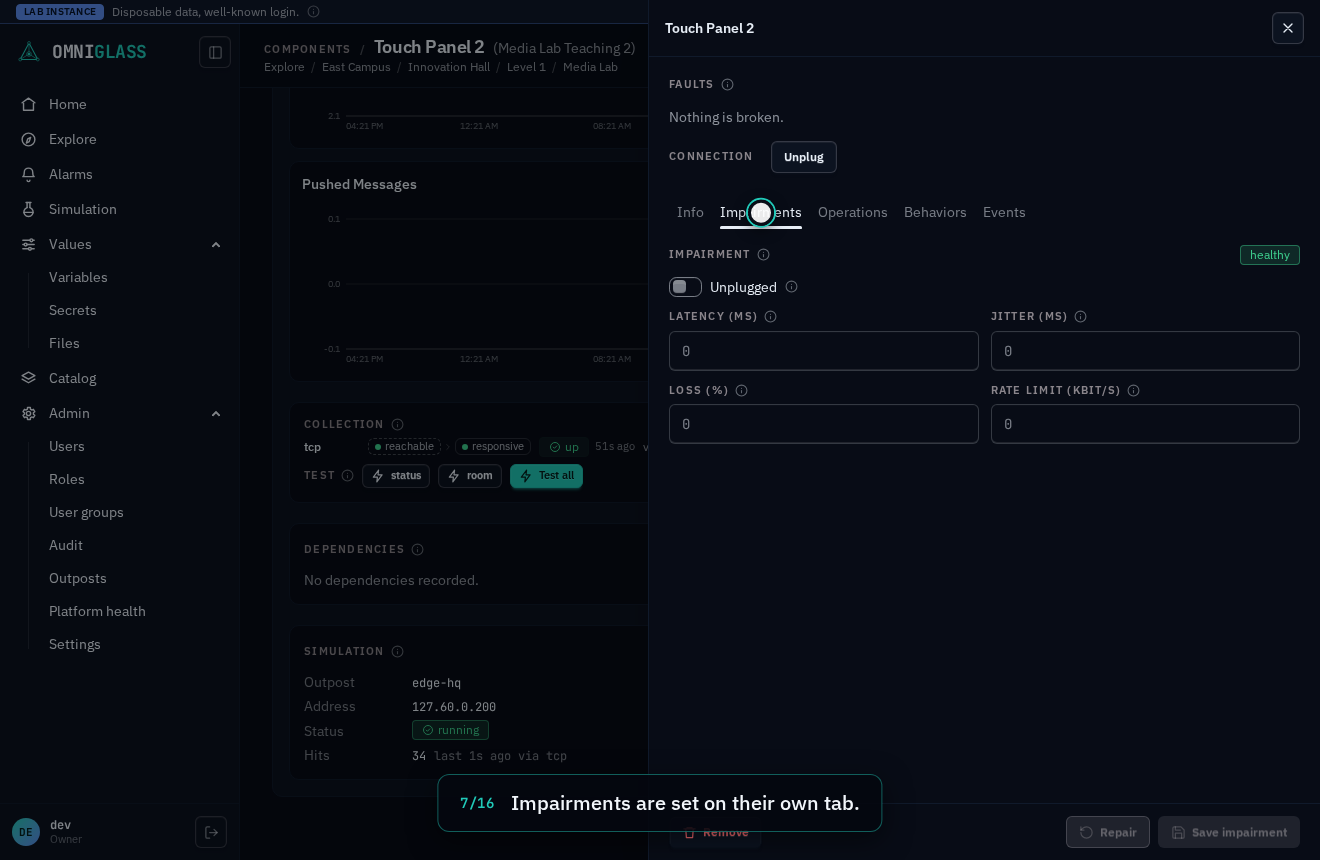 LAB INSTANCE Disposable data, well-known login.
OMNIGLASS
Home
Explore
Alarms
Simulation
Values
Variables
Secrets
Files
Catalog
Admin
Users
Roles
User groups
Audit
Outposts
Platform health
Settings
DE dev
Owner
COMPONENTS / Touch Panel 2 (Media Lab Teaching 2)
Explore / East Campus / Innovation Hall / Level 1 / Media Lab
2.1
04:21 PM 12:21 AM 08:21 AM
Pushed Messages
0.1
0.0
-0.1
04:21 PM 12:21 AM 08:21 AM
COLLECTION
tcp reachable › responsive up 51s ago
TEST status room Test all
DEPENDENCIES
No dependencies recorded.
SIMULATION
Outpost edge-hq
Address 127.60.0.200
Status running
Hits 34 last 1s ago via tcp
Touch Panel 2
FAULTS
Nothing is broken.
CONNECTION Unplug
Info Impairments Operations Behaviors Events
IMPAIRMENT healthy
Unplugged
LATENCY (MS) JITTER (MS)
0 0
LOSS (%) RATE LIMIT (KBIT/S)
0 0
7/16 Impairments are set on their own tab.
Remove Repair Save impairment